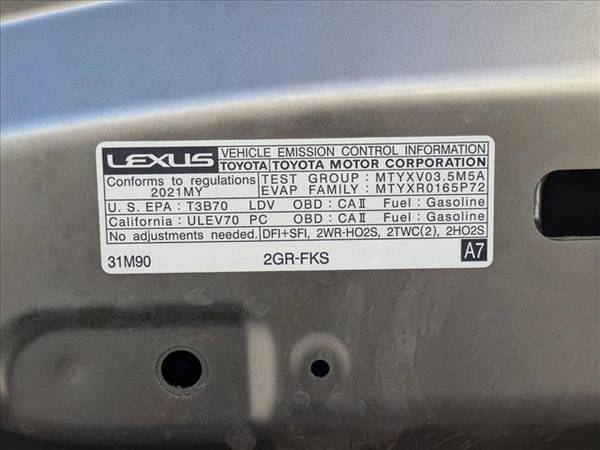 LEXUS VEHICLE EMISSION CONTROL INFORMATION
TOYOTA TOYOTA MOTOR CORPORATION
Conforms to regulations TEST GROUP : MTYXV03.5M5A
2021MY EVAP FAMILY : MTYXR0165P72
U. S. EPA : T3B70 LDV OBD : CAⅡ Fuel : Gasoline
California : ULEV70 PC OBD : CAⅡ Fuel : Gasoline
No adjustments needed. DFI+SFI, 2WR-HO2S, 2TWC(2), 2HO2S
31M90 2GR-FKS A7